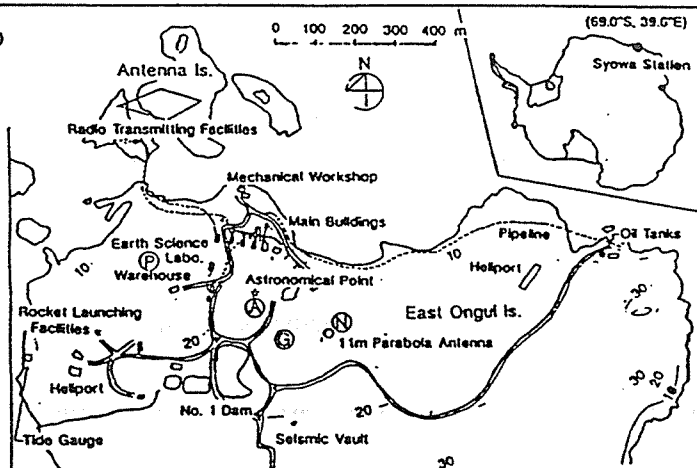 0 100 200 300 400 m
(69.0°S, 39.6°E)
Syowa Station
Antenna Is.
N
Radio Transmitting Facilities
Mechanical Workshop
Main Buildings
Earth Science
Labo.
Pipeline
Oil Tanks
10
P
10
Warehouse
Astronomical Point
Heliport
30
A
East Ongul Is.
Rocket Launching
Facilities
20
G
N
11m Parabola Antenna
Heliport
30
20
10
No. 1 Dam
20
Tide Gauge
Seismic Vault
30